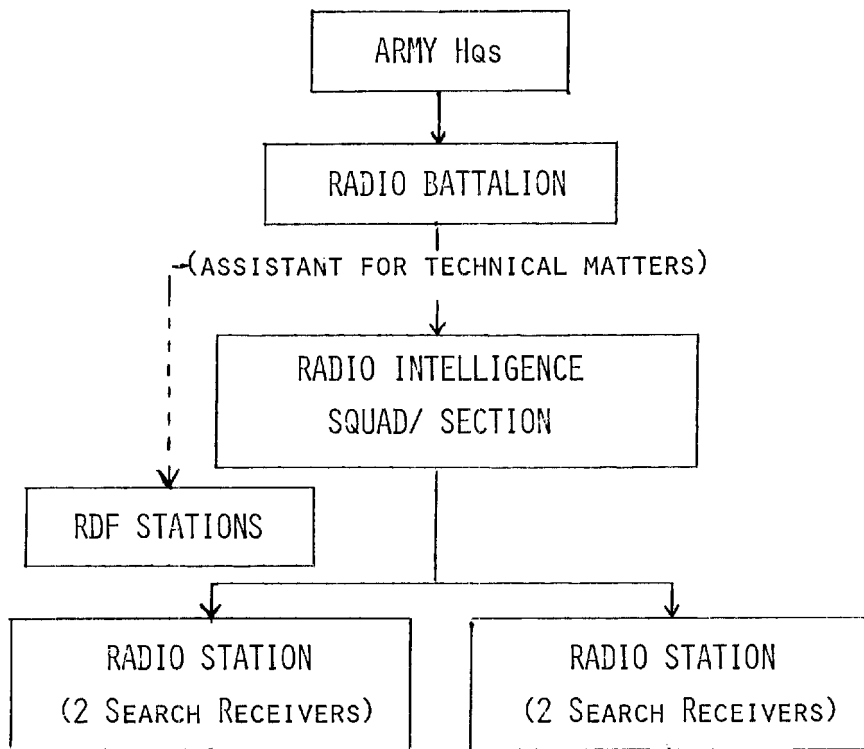 ARMY HQS
RADIO BATTALION
(ASSISTANT FOR TECHNICAL MATTERS)
RADIO INTELLIGENCE
SQUAD/ SECTION
RDF STATIONS
RADIO STATION
(2 SEARCH RECEIVERS)
RADIO STATION
(2 SEARCH RECEIVERS)